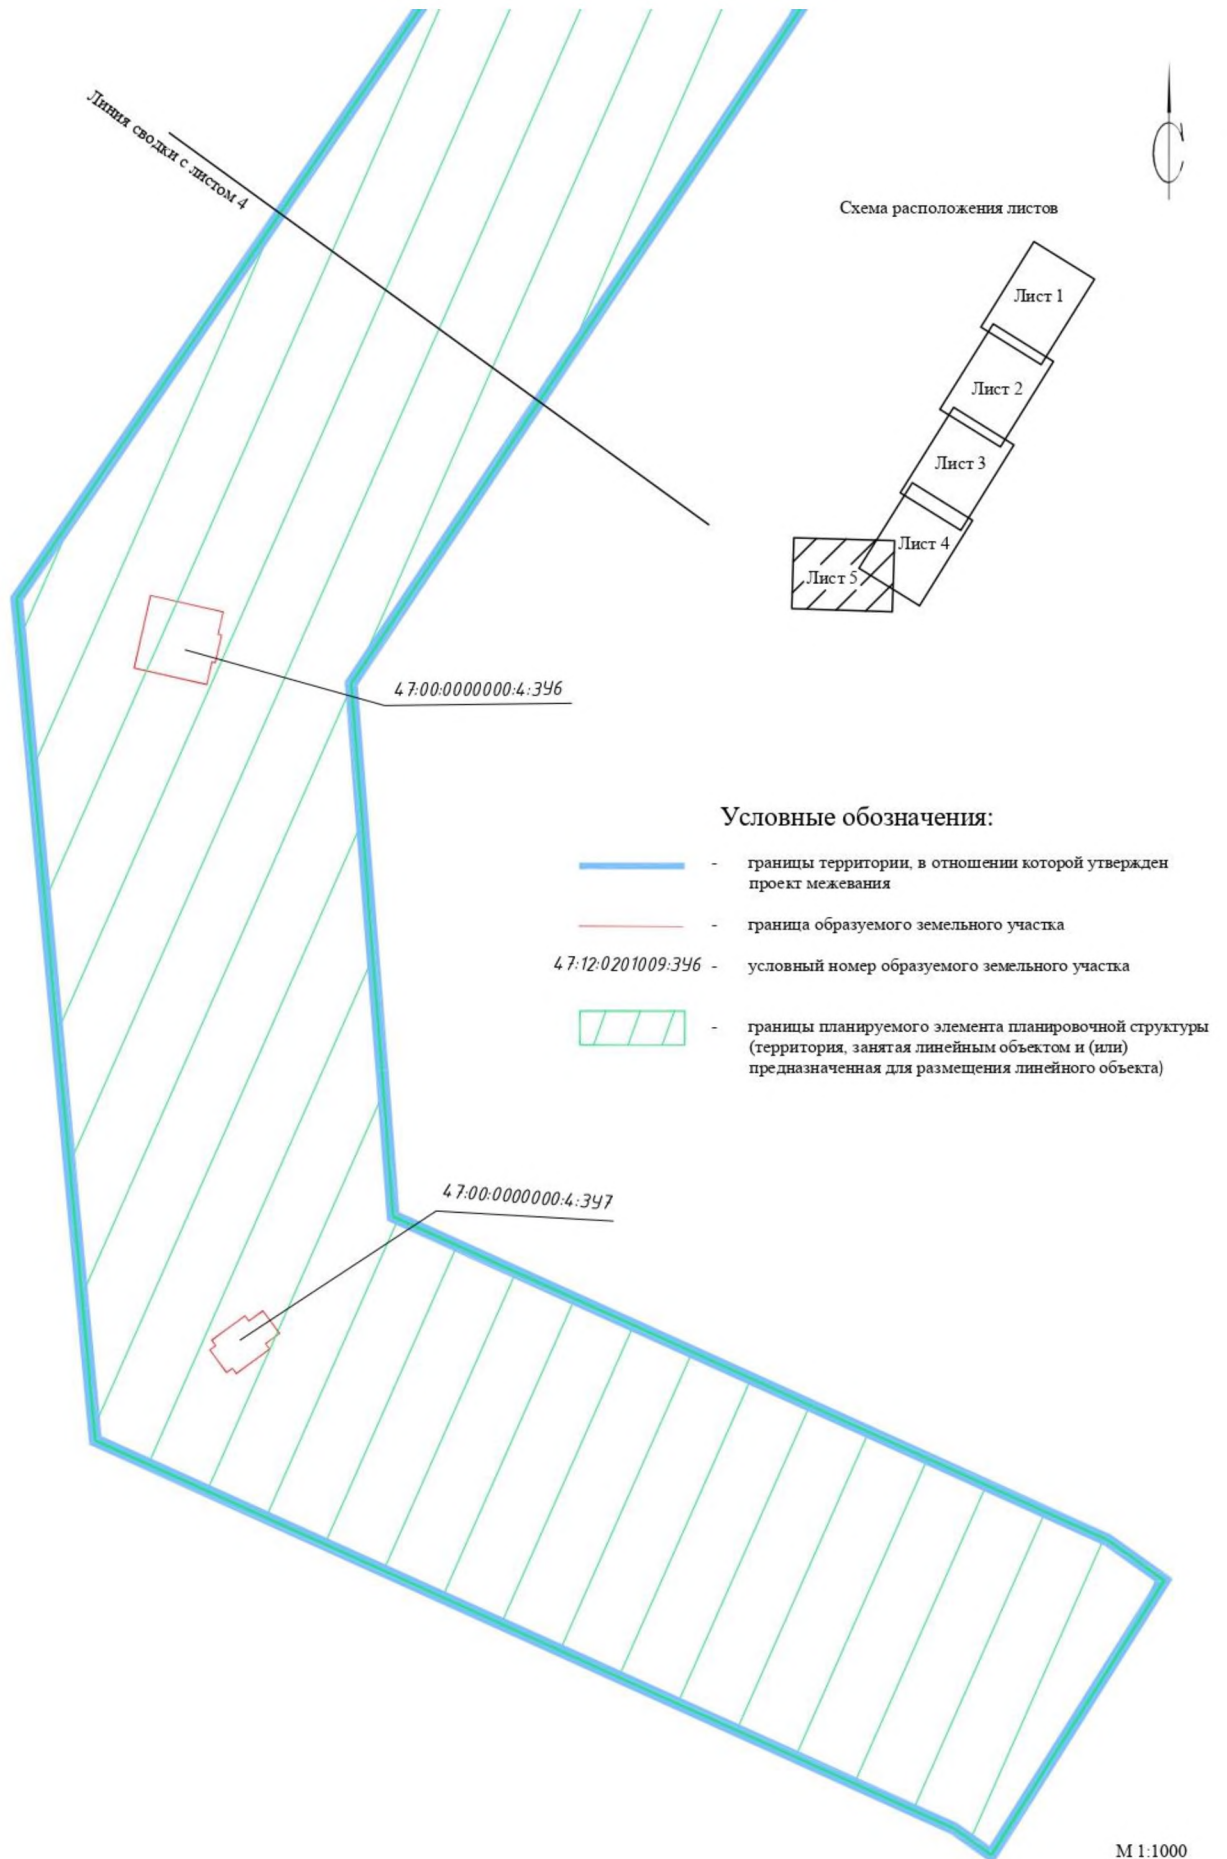 Линия сводки с листом 4
С
Схема расположения листов
Лист 1
Лист 2
Лист 3
Лист 4
Лист 5
47:00:0000000:4:ЗУ6
Условные обозначения:
- границы территории, в отношении которой утвержден
проект межевания
- граница образуемого земельного участка
47:12:0201009:ЗУ6 - условный номер образуемого земельного участка
- границы планируемого элемента планировочной структуры
(территория, занятая линейным объектом и (или)
предназначенная для размещения линейного объекта)
47:00:0000000:4:ЗУ7
М 1:1000